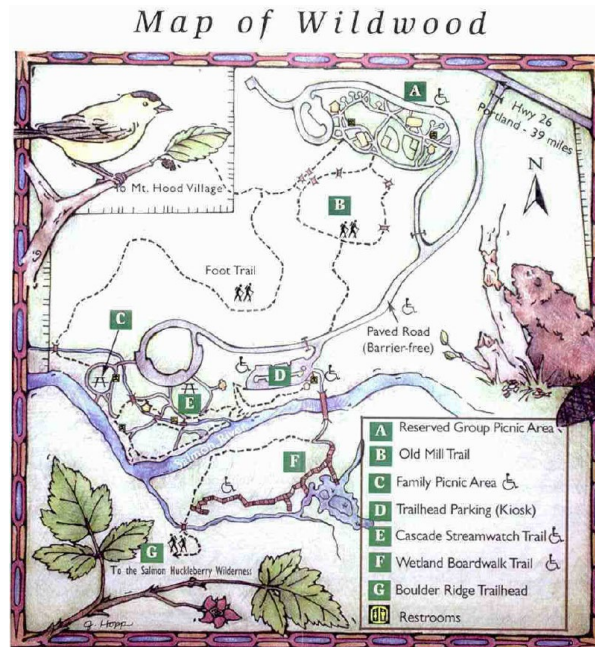 Map of Wildwood
A
Hwy 26
Portland - 39 miles
N
To Mt. Hood Village
B
Foot Trail
C
Paved Road
(Barrier-free)
D
E
Salmon River
F
G
To the Salmon Huckleberry Wilderness
A Reserved Group Picnic Area
B Old Mill Trail
C Family Picnic Area
D Trailhead Parking (Kiosk)
E Cascade Streamwatch Trail
F Wetland Boardwalk Trail
G Boulder Ridge Trailhead
Restrooms
J. Hopp